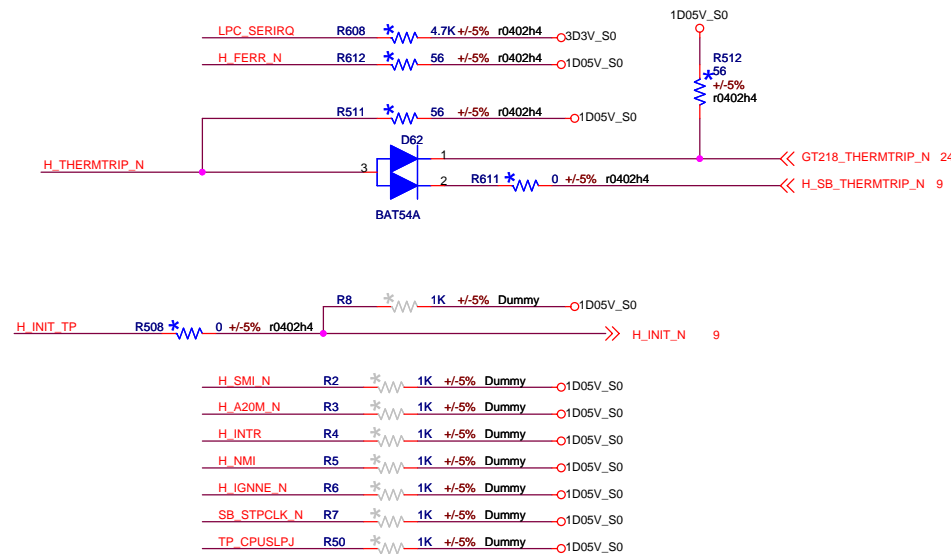 1D05V_S0
LPC_SERIRQ R608 * 4.7K +/-5% r0402h4 3D3V_S0
H_FERR_N R612 * 56 +/-5% r0402h4 1D05V_S0
R512
* 56
+/-5%
r0402h4
R511 * 56 +/-5% r0402h4 1D05V_S0
D62
H_THERMTRIP_N 3 1 GT218_THERMTRIP_N 24
2 R611 * 0 +/-5% r0402h4 H_SB_THERMTRIP_N 9
BAT54A
R8 * 1K +/-5% Dummy 1D05V_S0
H_INIT_TP R508 * 0 +/-5% r0402h4 H_INIT_N 9
H_SMI_N R2 * 1K +/-5% Dummy 1D05V_S0
H_A20M_N R3 * 1K +/-5% Dummy 1D05V_S0
H_INTR R4 * 1K +/-5% Dummy 1D05V_S0
H_NMI R5 * 1K +/-5% Dummy 1D05V_S0
H_IGNNE_N R6 * 1K +/-5% Dummy 1D05V_S0
SB_STPCLK_N R7 * 1K +/-5% Dummy 1D05V_S0
TP_CPUSLPJ R50 * 1K +/-5% Dummy 1D05V_S0